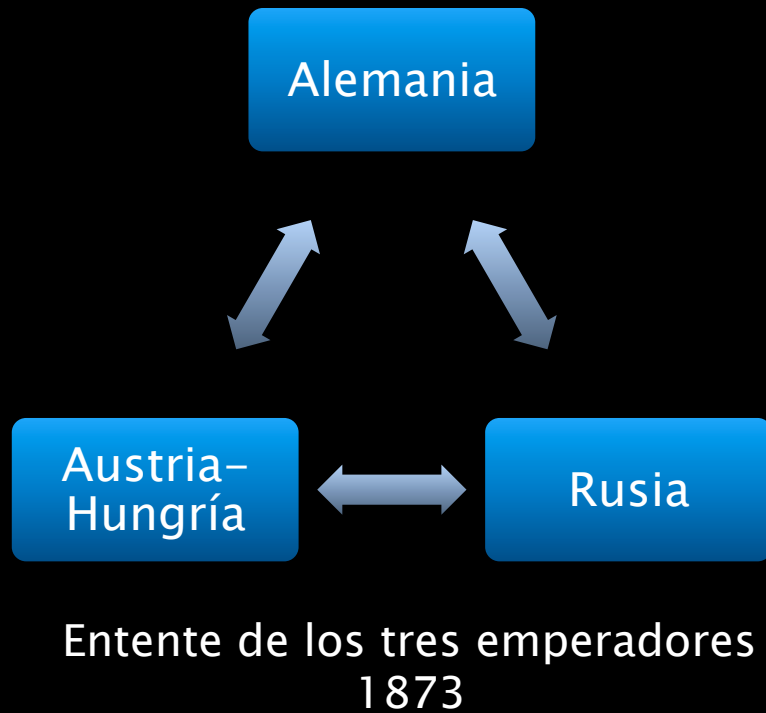 Alemania
Austria-
Hungría
Rusia
Entente de los tres emperadores
1873